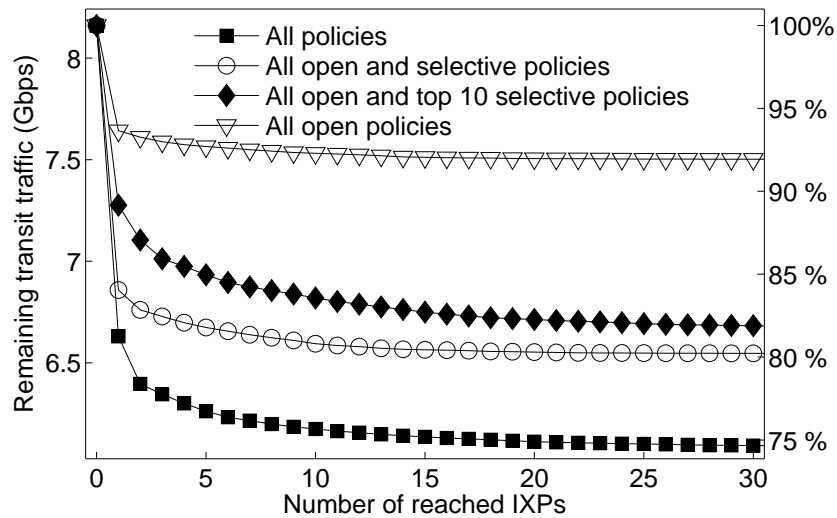 All policies
All open and selective policies
All open and top 10 selective policies
All open policies
Remaining transit traffic (Gbps)
8
7.5
7
6.5
100%
95 %
90 %
85 %
80 %
75 %
0 5 10 15 20 25 30
Number of reached IXPs